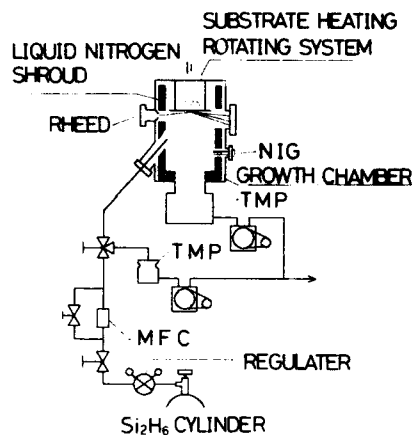 SUBSTRATE HEATING
ROTATING SYSTEM
LIQUID NITROGEN
SHROUD
RHEED
NIG
GROWTH CHAMBER
TMP
TMP
MFC
REGULATER
Si₂H₆ CYLINDER